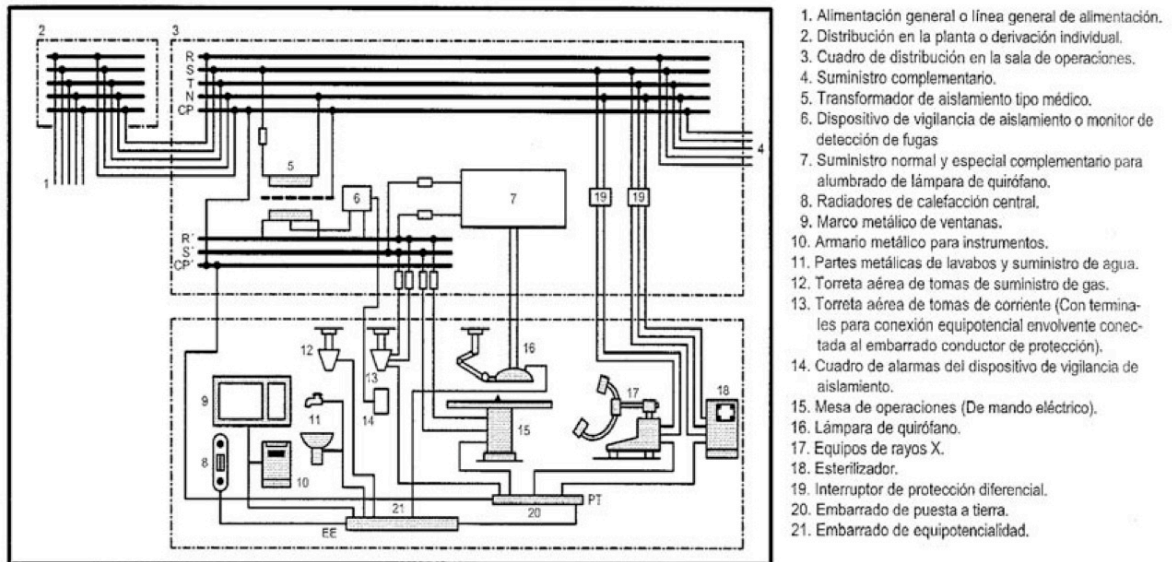 2
3
R
S
T
N
CP
1
4
5
6
7
19
19
R´
S´
CP´
12
13
16
14
9
11
8
10
15
17
18
21
EE
20
PT
1. Alimentación general o línea general de alimentación.
2. Distribución en la planta o derivación individual.
3. Cuadro de distribución en la sala de operaciones.
4. Suministro complementario.
5. Transformador de aislamiento tipo médico.
6. Dispositivo de vigilancia de aislamiento o monitor de
detección de fugas
7. Suministro normal y especial complementario para
alumbrado de lámpara de quirófano.
8. Radiadores de calefacción central.
9. Marco metálico de ventanas.
10. Armario metálico para instrumentos.
11. Partes metálicas de lavabos y suministro de agua.
12. Torreta aérea de tomas de suministro de gas.
13. Torreta aérea de tomas de corriente (Con termina-
les para conexión equipotencial envolvente conec-
tada al embarrado conductor de protección).
14. Cuadro de alarmas del dispositivo de vigilancia de
aislamiento.
15. Mesa de operaciones (De mando eléctrico).
16. Lámpara de quirófano.
17. Equipos de rayos X.
18. Esterilizador.
19. Interruptor de protección diferencial.
20. Embarrado de puesta a tierra.
21. Embarrado de equipotencialidad.